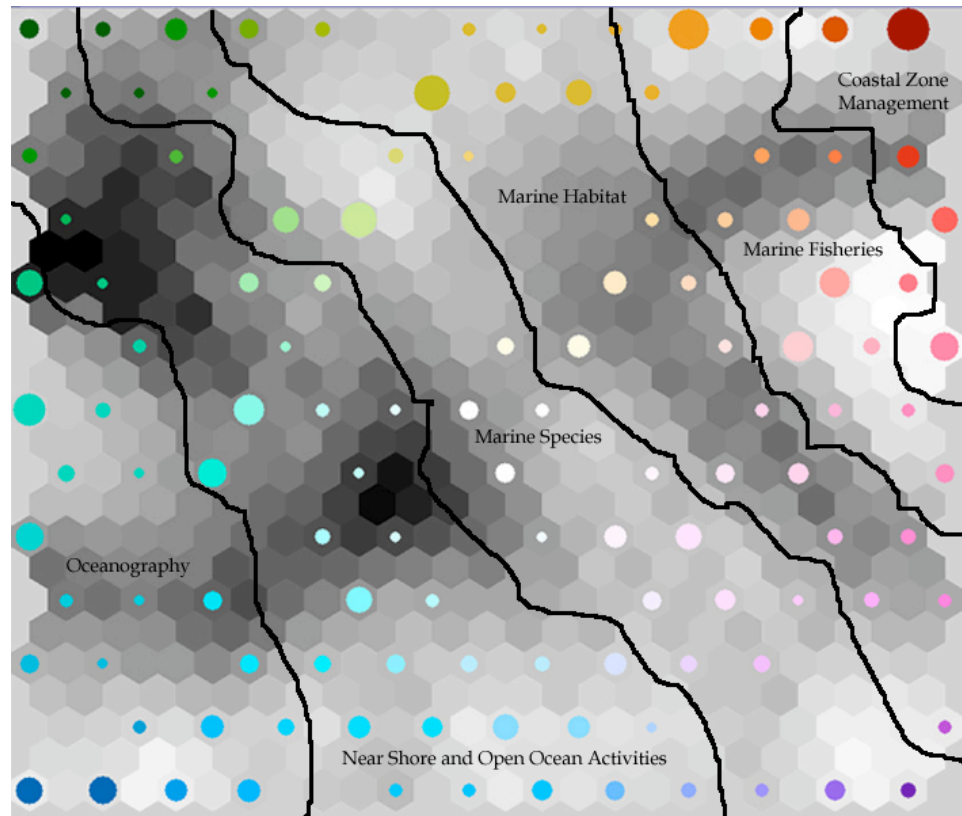 Coastal Zone
Management
Marine Habitat
Marine Fisheries
Marine Species
Oceanography
Near Shore and Open Ocean Activities